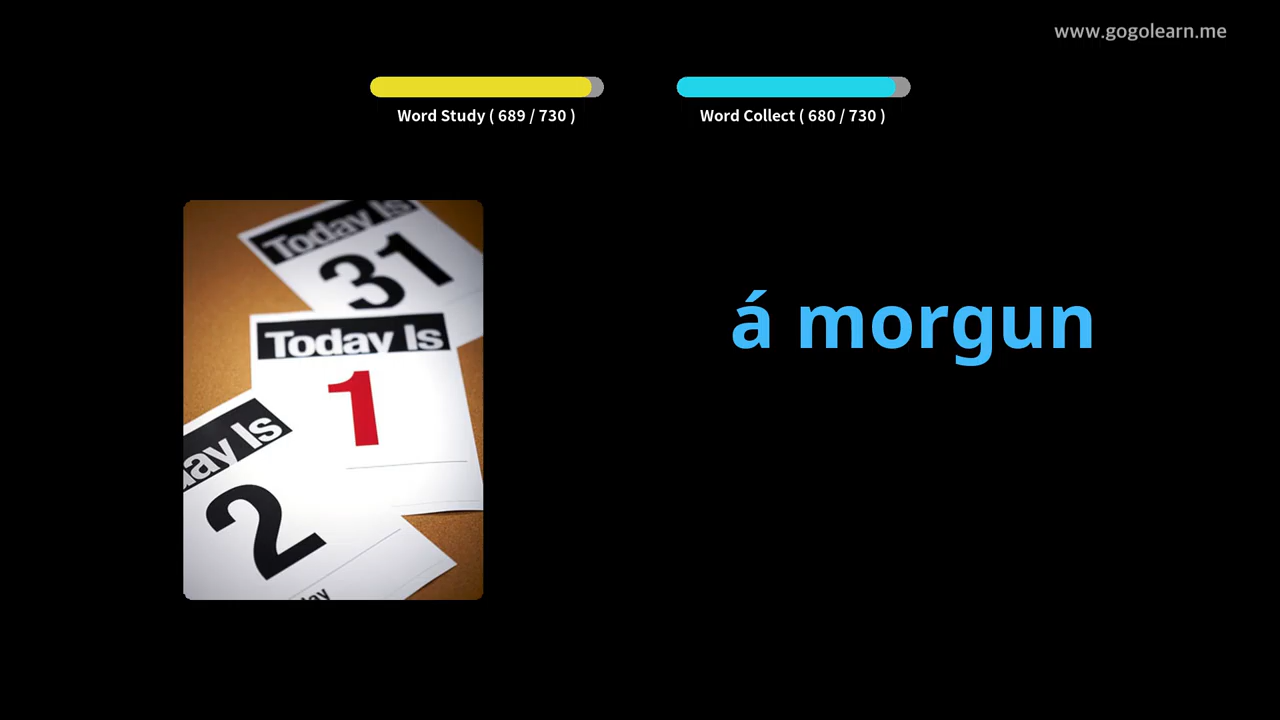 www.gogolearn.me
Word Study ( 689 / 730 )
Word Collect ( 680 / 730 )
Today Is
31
Today Is
1
á morgun
ay Is
2
ay